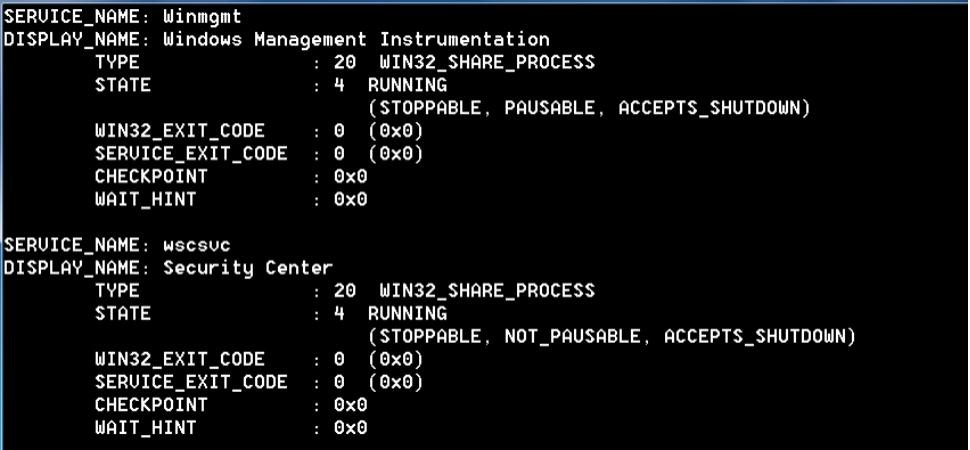 SERVICE_NAME: Winmgmt
DISPLAY_NAME: Windows Management Instrumentation
TYPE : 20 WIN32_SHARE_PROCESS
STATE : 4 RUNNING
(STOPPABLE, PAUSABLE, ACCEPTS_SHUTDOWN)
WIN32_EXIT_CODE : 0 (0x0)
SERVICE_EXIT_CODE : 0 (0x0)
CHECKPOINT : 0x0
WAIT_HINT : 0x0
SERVICE_NAME: wscsvc
DISPLAY_NAME: Security Center
TYPE : 20 WIN32_SHARE_PROCESS
STATE : 4 RUNNING
(STOPPABLE, NOT_PAUSABLE, ACCEPTS_SHUTDOWN)
WIN32_EXIT_CODE : 0 (0x0)
SERVICE_EXIT_CODE : 0 (0x0)
CHECKPOINT : 0x0
WAIT_HINT : 0x0